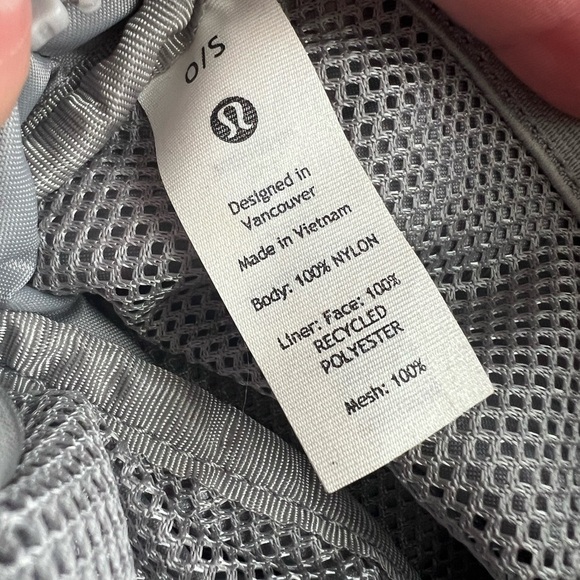 O/S
Designed in
Vancouver
Made in Vietnam
Body: 100% NYLON
Liner: Face: 100%
RECYCLED
POLYESTER
Mesh: 100%